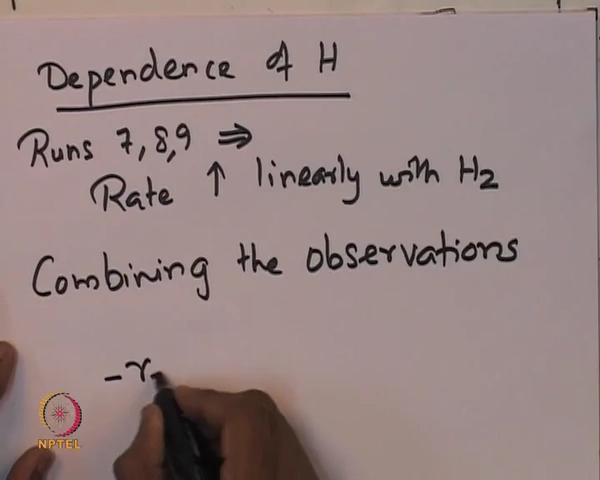 Dependence of H
Runs 7, 8, 9 ⇒
Rate ↑ linearly with H2
Combining the observations
-r
NPTEL